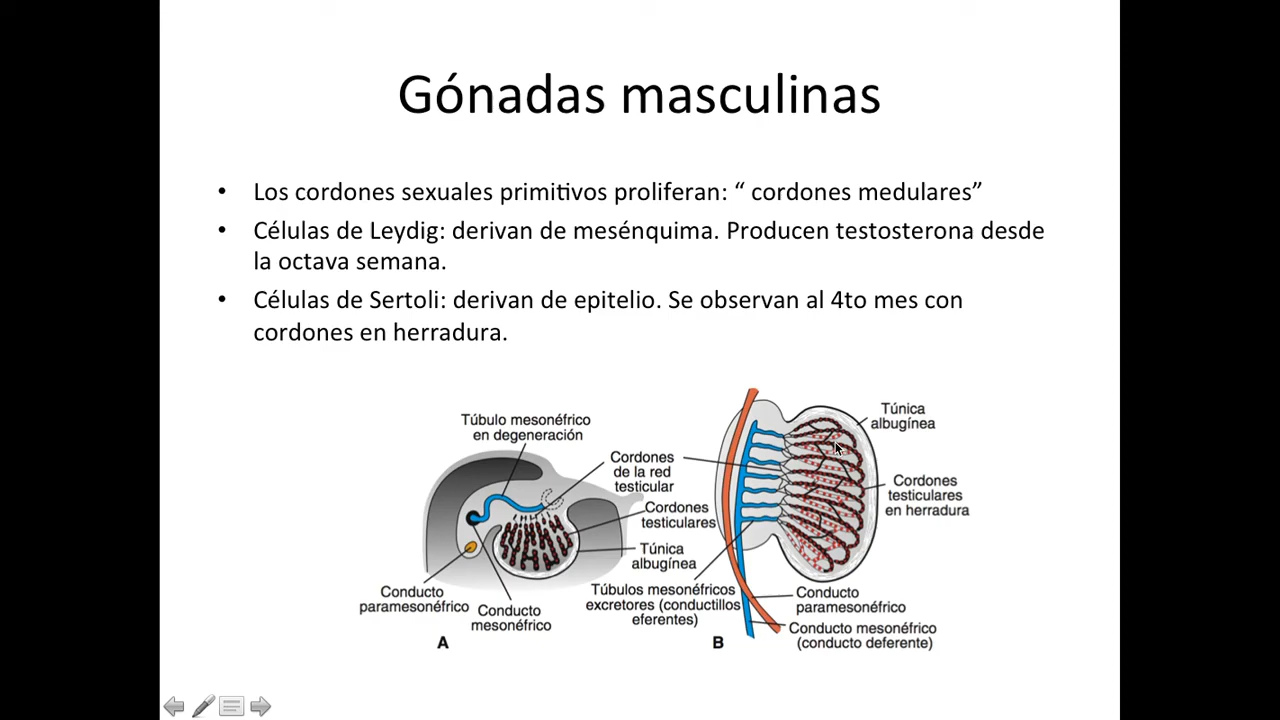 Gónadas masculinas
• Los cordones sexuales primitivos proliferan: “ cordones medulares”
• Células de Leydig: derivan de mesénquima. Producen testosterona desde
la octava semana.
• Células de Sertoli: derivan de epitelio. Se observan al 4to mes con
cordones en herradura.
Túbulo mesonéfrico
en degeneración
Cordones
de la red
testicular
Cordones
testiculares
Túnica
albugínea
Conducto
paramesonéfrico
Conducto
mesonéfrico
A
Túnica
albugínea
Cordones
testiculares
en herradura
Túbulos mesonéfricos
excretores (conductillos
eferentes)
Conducto
paramesonéfrico
Conducto mesonéfrico
(conducto deferente)
B